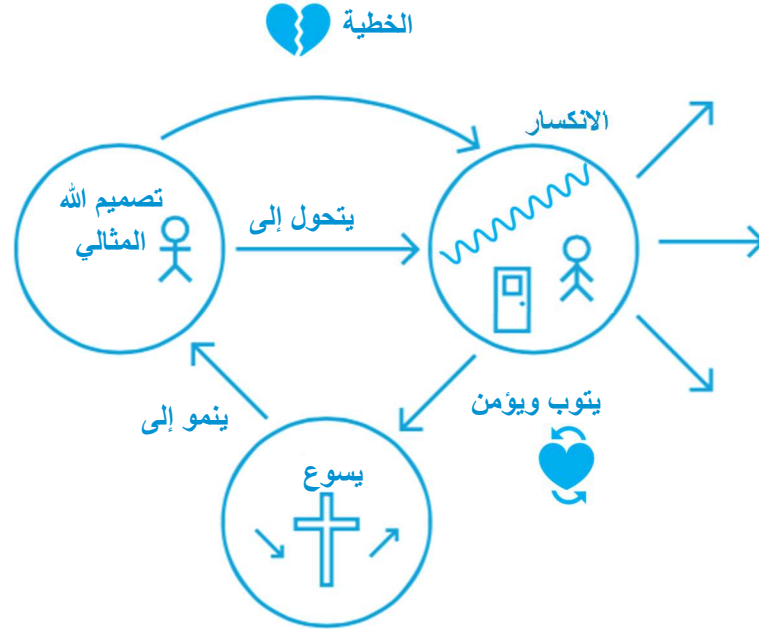 الخطية
الانكسار
تصميم الله
المثالي
يتحول إلى
يتوب ويؤمن
ينمو إلى
يسوع